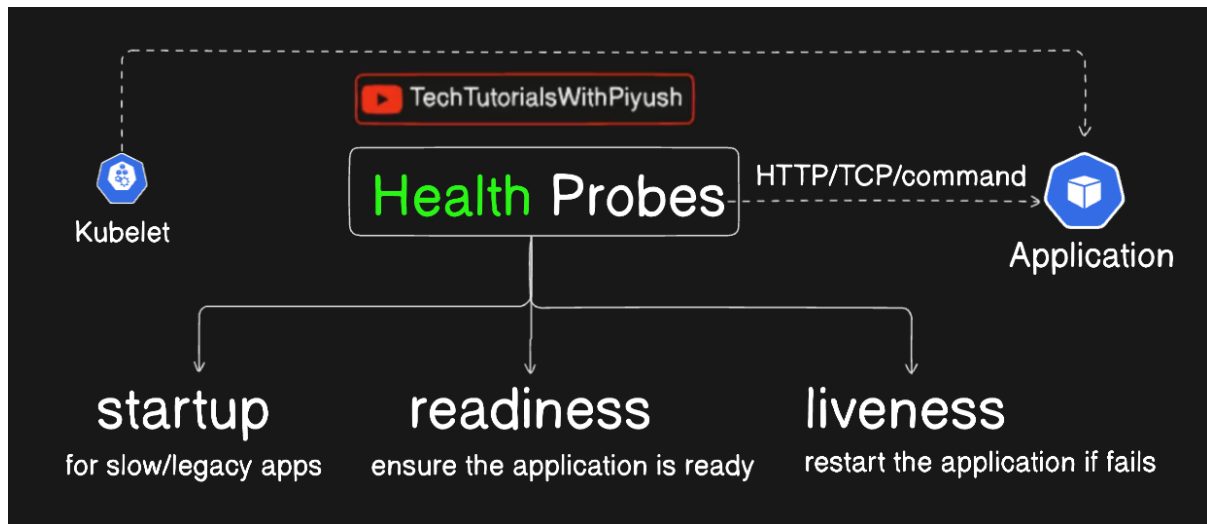 TechTutorialsWithPiyush
Health Probes
HTTP/TCP/command
Kubelet
Application
startup
for slow/legacy apps
readiness
ensure the application is ready
liveness
restart the application if fails